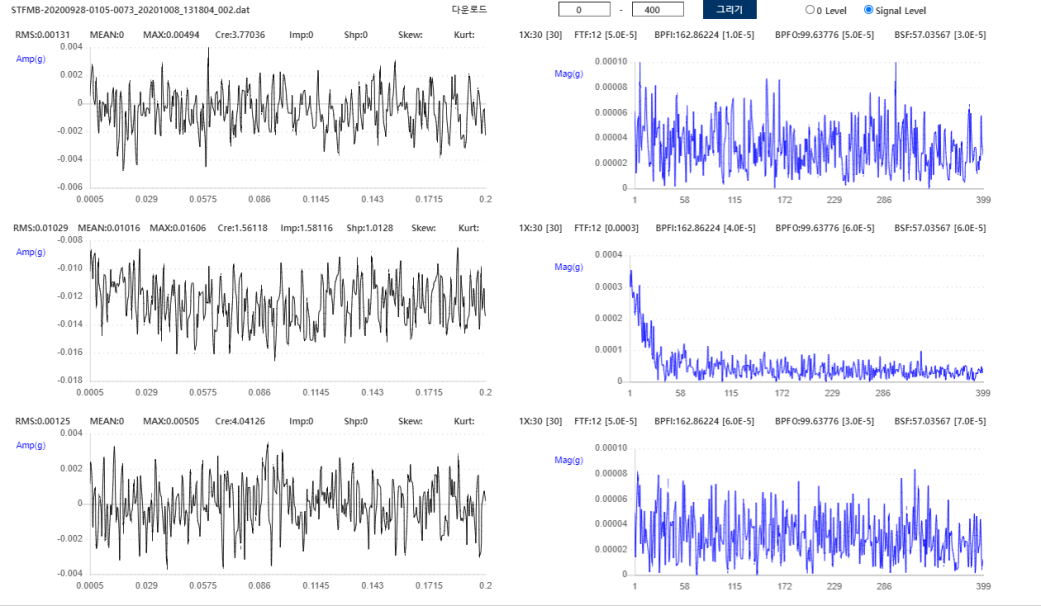 STFMB-20200928-0105-0073_20201008_131804_002.dat 다운로드 0 - 400 그리기 0 Level Signal Level
RMS:0.00131 MEAN:0 MAX:0.00494 Cre:3.77036 Imp:0 Shp:0 Skew: Kurt:
0.004
Amp(g)
0.002
0
-0.002
-0.004
-0.006
0.0005 0.029 0.0575 0.086 0.1145 0.143 0.1715 0.2
1X:30 [30] FTF:12 [5.0E-5] BPFI:162.86224 [1.0E-5] BPFO:99.63776 [5.0E-5] BSF:57.03567 [3.0E-5]
0.00010
Mag(g)
0.00008
0.00006
0.00004
0.00002
0
1 58 115 172 229 286 399
RMS:0.01029 MEAN:0.01016 MAX:0.01606 Cre:1.56118 Imp:1.58116 Shp:1.0128 Skew: Kurt:
-0.008
Amp(g)
-0.010
-0.012
-0.014
-0.016
-0.018
0.0005 0.029 0.0575 0.086 0.1145 0.143 0.1715 0.2
1X:30 [30] FTF:12 [0.0003] BPFI:162.86224 [4.0E-5] BPFO:99.63776 [6.0E-5] BSF:57.03567 [6.0E-5]
0.0004
Mag(g)
0.0003
0.0002
0.0001
0
1 58 115 172 229 286 399
RMS:0.00125 MEAN:0 MAX:0.00505 Cre:4.04126 Imp:0 Shp:0 Skew: Kurt:
0.004
Amp(g)
0.002
0
-0.002
-0.004
0.0005 0.029 0.0575 0.086 0.1145 0.143 0.1715 0.2
1X:30 [30] FTF:12 [5.0E-5] BPFI:162.86224 [6.0E-5] BPFO:99.63776 [3.0E-5] BSF:57.03567 [7.0E-5]
0.00010
Mag(g)
0.00008
0.00006
0.00004
0.00002
0
1 58 115 172 229 286 399